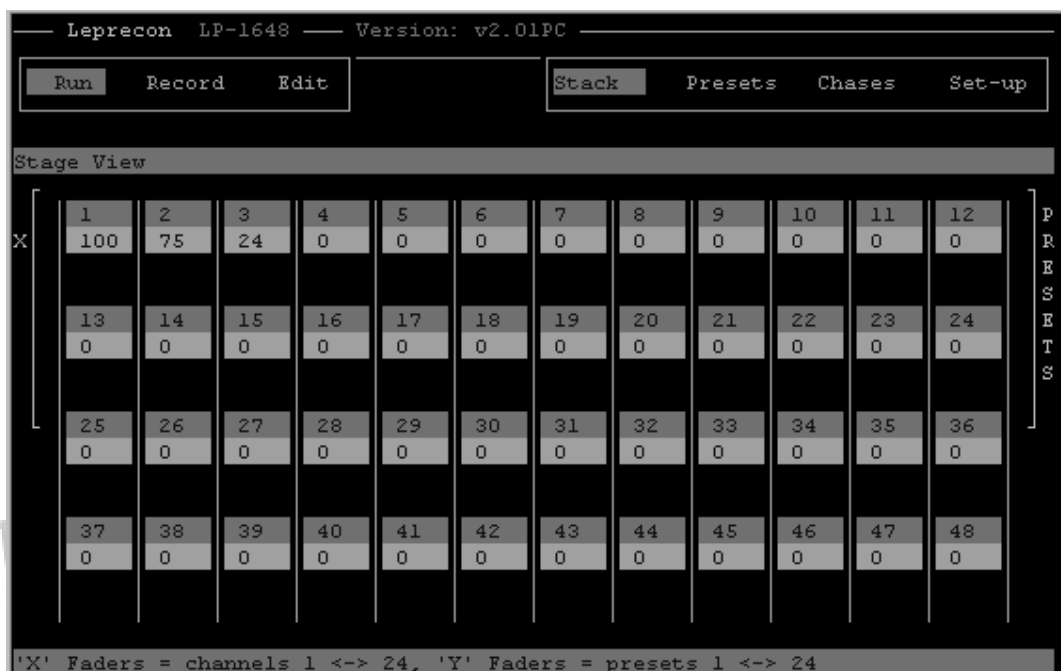 Leprecon LP-1648 Version: v2.01PC
Run Record Edit Stack Presets Chases Set-up
Stage View
1 2 3 4 5 6 7 8 9 10 11 12
X 100 75 24 0 0 0 0 0 0 0 0 0
13 14 15 16 17 18 19 20 21 22 23 24
0 0 0 0 0 0 0 0 0 0 0 0
25 26 27 28 29 30 31 32 33 34 35 36
0 0 0 0 0 0 0 0 0 0 0 0
37 38 39 40 41 42 43 44 45 46 47 48
0 0 0 0 0 0 0 0 0 0 0 0
PRESETS
'X' Faders = channels 1 <-> 24, 'Y' Faders = presets 1 <-> 24